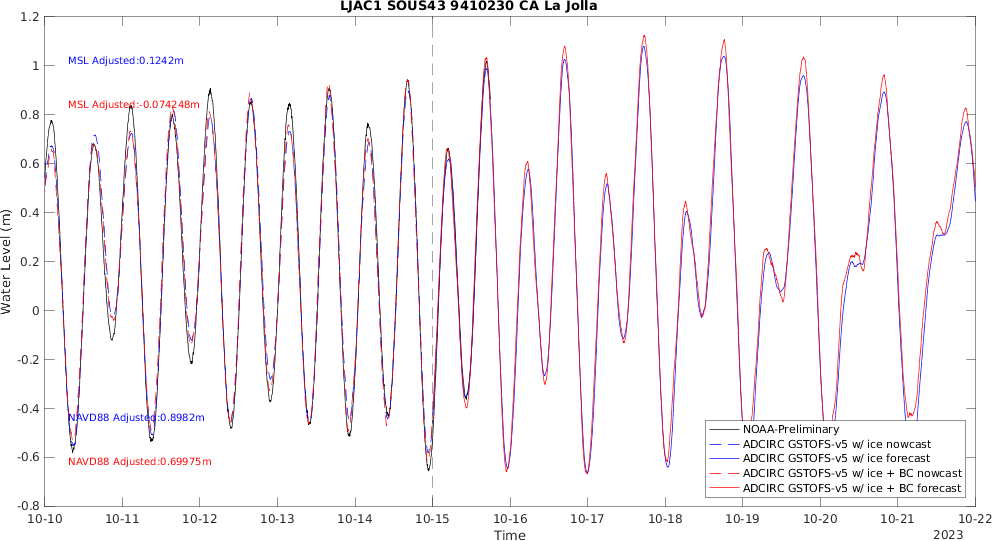 LJAC1 SOUS43 9410230 CA La Jolla
1.2
1
0.8
0.6
0.4
0.2
0
-0.2
-0.4
-0.6
-0.8
Water Level (m)
MSL Adjusted:0.1242m
MSL Adjusted:-0.074248m
NAVD88 Adjusted:0.8982m
NAVD88 Adjusted:0.69975m
NOAA-Preliminary
ADCIRC GSTOFS-v5 w/ ice nowcast
ADCIRC GSTOFS-v5 w/ ice forecast
ADCIRC GSTOFS-v5 w/ ice + BC nowcast
ADCIRC GSTOFS-v5 w/ ice + BC forecast
10-10 10-11 10-12 10-13 10-14 10-15 10-16 10-17 10-18 10-19 10-20 10-21 10-22
Time
2023